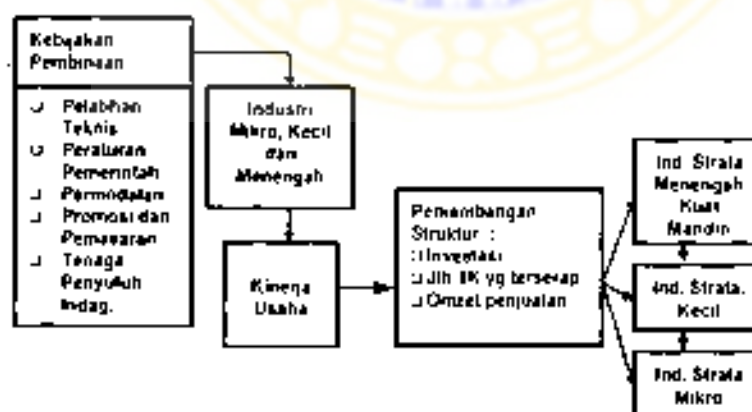 Kebijakan
Pembinaan
Pelatihan
Teknis
Peraturan
Pemerintah
Permodalan
Promosi dan
Pemasaran
Tenaga
Penyuluh
Indag.
Industri
Mikro, Kecil
dan
Menengah
Kinerja
Usaha
Perkembangan
Struktur :
Investasi
Jlh TK yg terserap
Omzet penjualan
Ind. Strata
Menengah
Kuat
Mandiri
Ind. Strata.
Kecil
Ind. Strata
Mikro